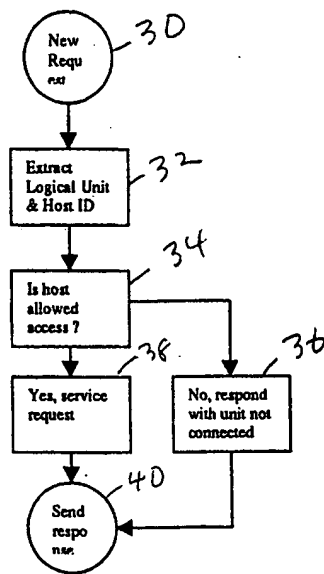 New
Requ
est
30
Extract
Logical Unit
& Host ID
32
Is host
allowed
access ?
34
Yes, service
request
38
No, respond
with unit not
connected
36
Send
respo
nse
40